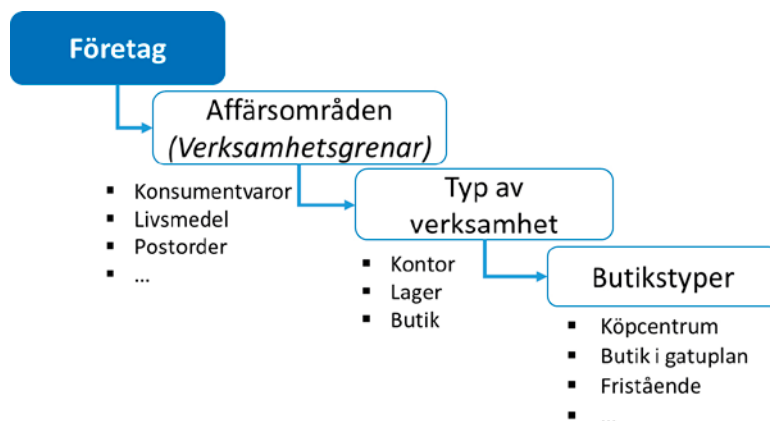 Företag
Affärsområden
(Verksamhetsgrenar)
▪ Konsumentvaror
▪ Livsmedel
▪ Postorder
▪ ...
Typ av
verksamhet
▪ Kontor
▪ Lager
▪ Butik
Butikstyper
▪ Köpcentrum
▪ Butik i gatuplan
▪ Fristående
▪ ...